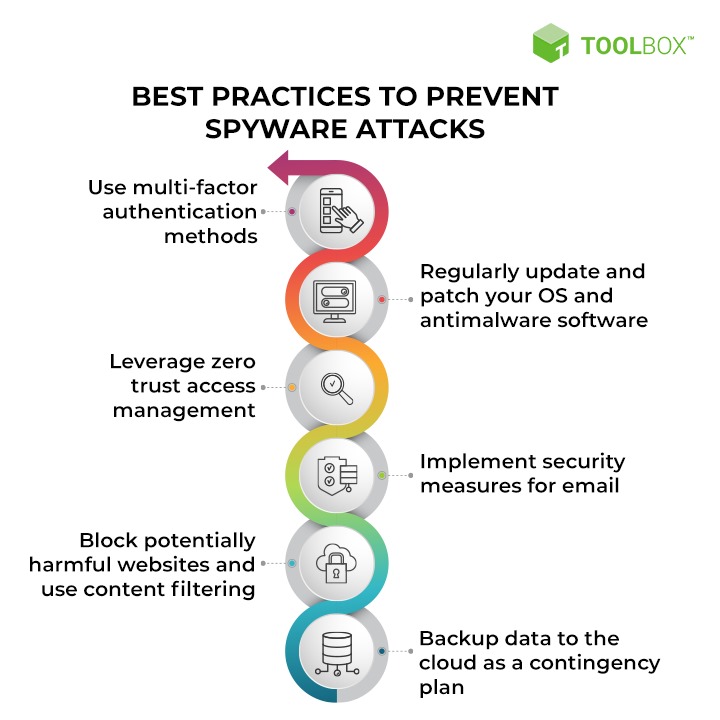 TOOLBOX™
BEST PRACTICES TO PREVENT
SPYWARE ATTACKS
Use multi-factor
authentication
methods
Regularly update and
patch your OS and
antimalware software
Leverage zero
trust access
management
Implement security
measures for email
Block potentially
harmful websites and
use content filtering
Backup data to the
cloud as a contingency
plan